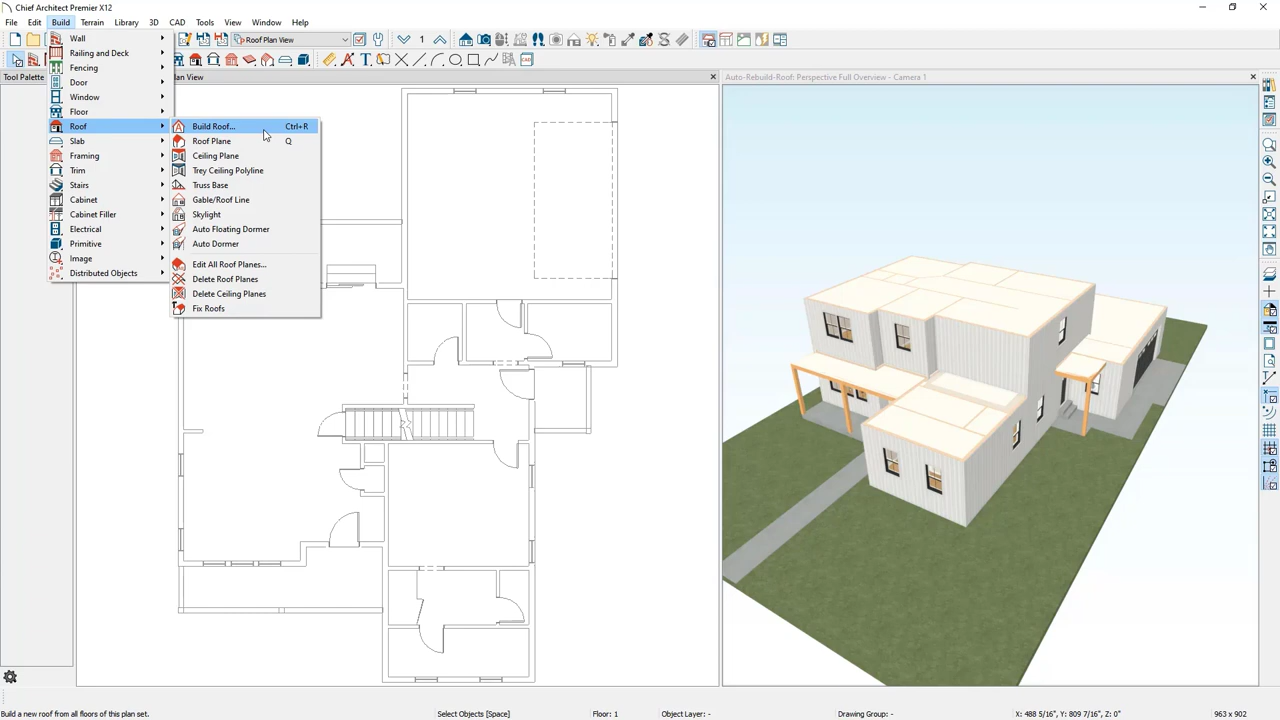 Chief Architect Premier X12
File Edit Build Terrain Library 3D CAD Tools View Window Help
Roof Plan View
1
Tool Palette
lan View
Auto-Rebuild-Roof: Perspective Full Overview - Camera 1
Wall
Railing and Deck
Fencing
Door
Window
Floor
Roof
Slab
Framing
Trim
Stairs
Cabinet
Cabinet Filler
Electrical
Primitive
Image
Distributed Objects
Build Roof... Ctrl+R
Roof Plane Q
Ceiling Plane
Trey Ceiling Polyline
Truss Base
Gable/Roof Line
Skylight
Auto Floating Dormer
Auto Dormer
Edit All Roof Planes...
Delete Roof Planes
Delete Ceiling Planes
Fix Roofs
Build a new roof from all floors of this plan set. Select Objects [Space] Floor: 1 Object Layer: - Drawing Group: - X: 488 5/16", Y: 809 7/16", Z: 0" 963 x 902